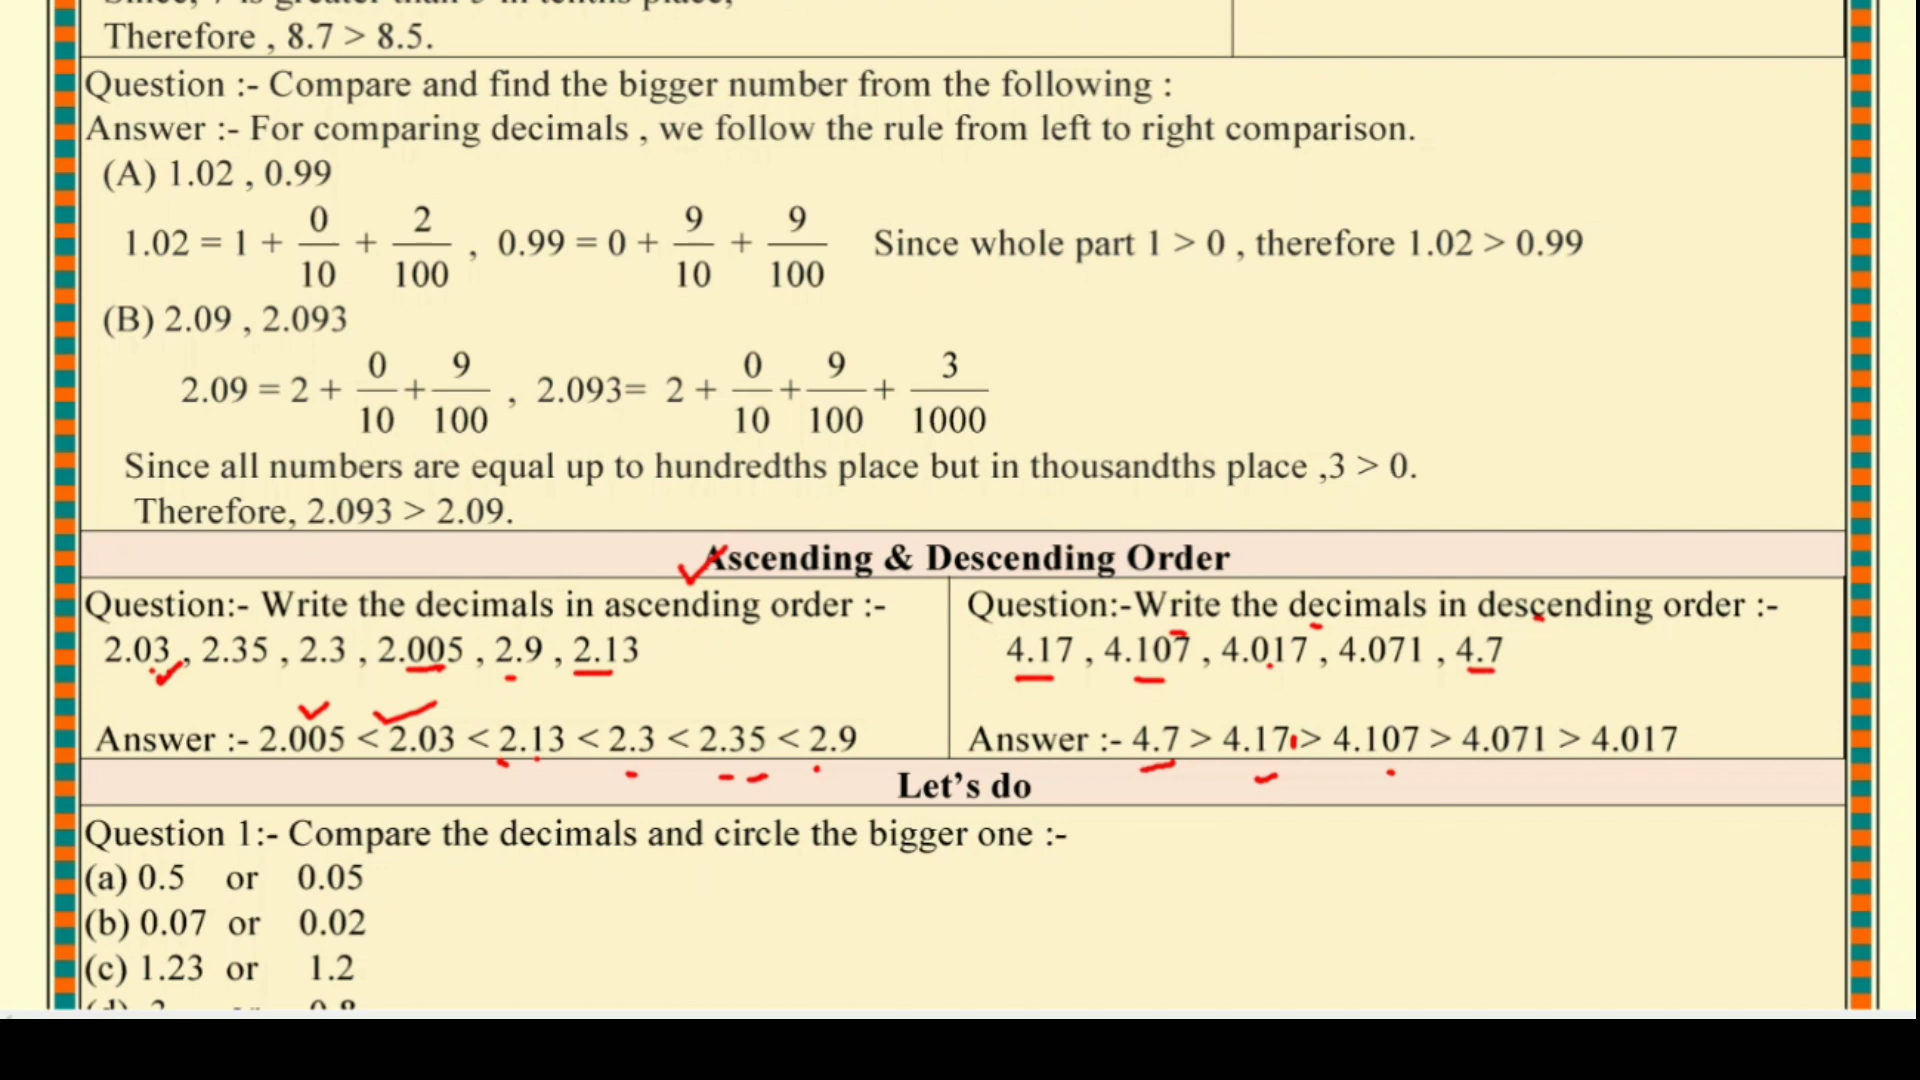 Therefore , 8.7 > 8.5.
Question :- Compare and find the bigger number from the following :
Answer :- For comparing decimals , we follow the rule from left to right comparison.
(A) 1.02 , 0.99
1.02 = 1 + 0/10 + 2/100 , 0.99 = 0 + 9/10 + 9/100 Since whole part 1 > 0 , therefore 1.02 > 0.99
(B) 2.09 , 2.093
2.09 = 2 + 0/10 + 9/100 , 2.093= 2 + 0/10 + 9/100 + 3/1000
Since all numbers are equal up to hundredths place but in thousandths place ,3 > 0.
Therefore, 2.093 > 2.09.
Ascending & Descending Order
Question:- Write the decimals in ascending order :-
2.03 , 2.35 , 2.3 , 2.005 , 2.9 , 2.13
Answer :- 2.005 < 2.03 < 2.13 < 2.3 < 2.35 < 2.9
Question:-Write the decimals in descending order :-
4.17 , 4.107 , 4.017 , 4.071 , 4.7
Answer :- 4.7 > 4.17 > 4.107 > 4.071 > 4.017
Let’s do
Question 1:- Compare the decimals and circle the bigger one :-
(a) 0.5 or 0.05
(b) 0.07 or 0.02
(c) 1.23 or 1.2